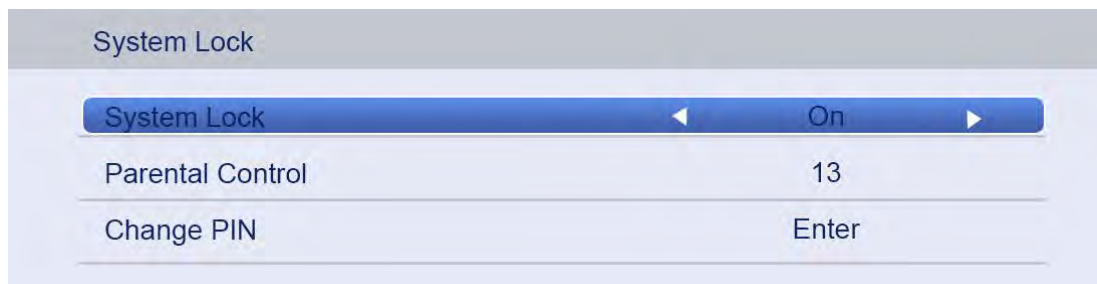 System Lock
System Lock On
Parental Control 13
Change PIN Enter